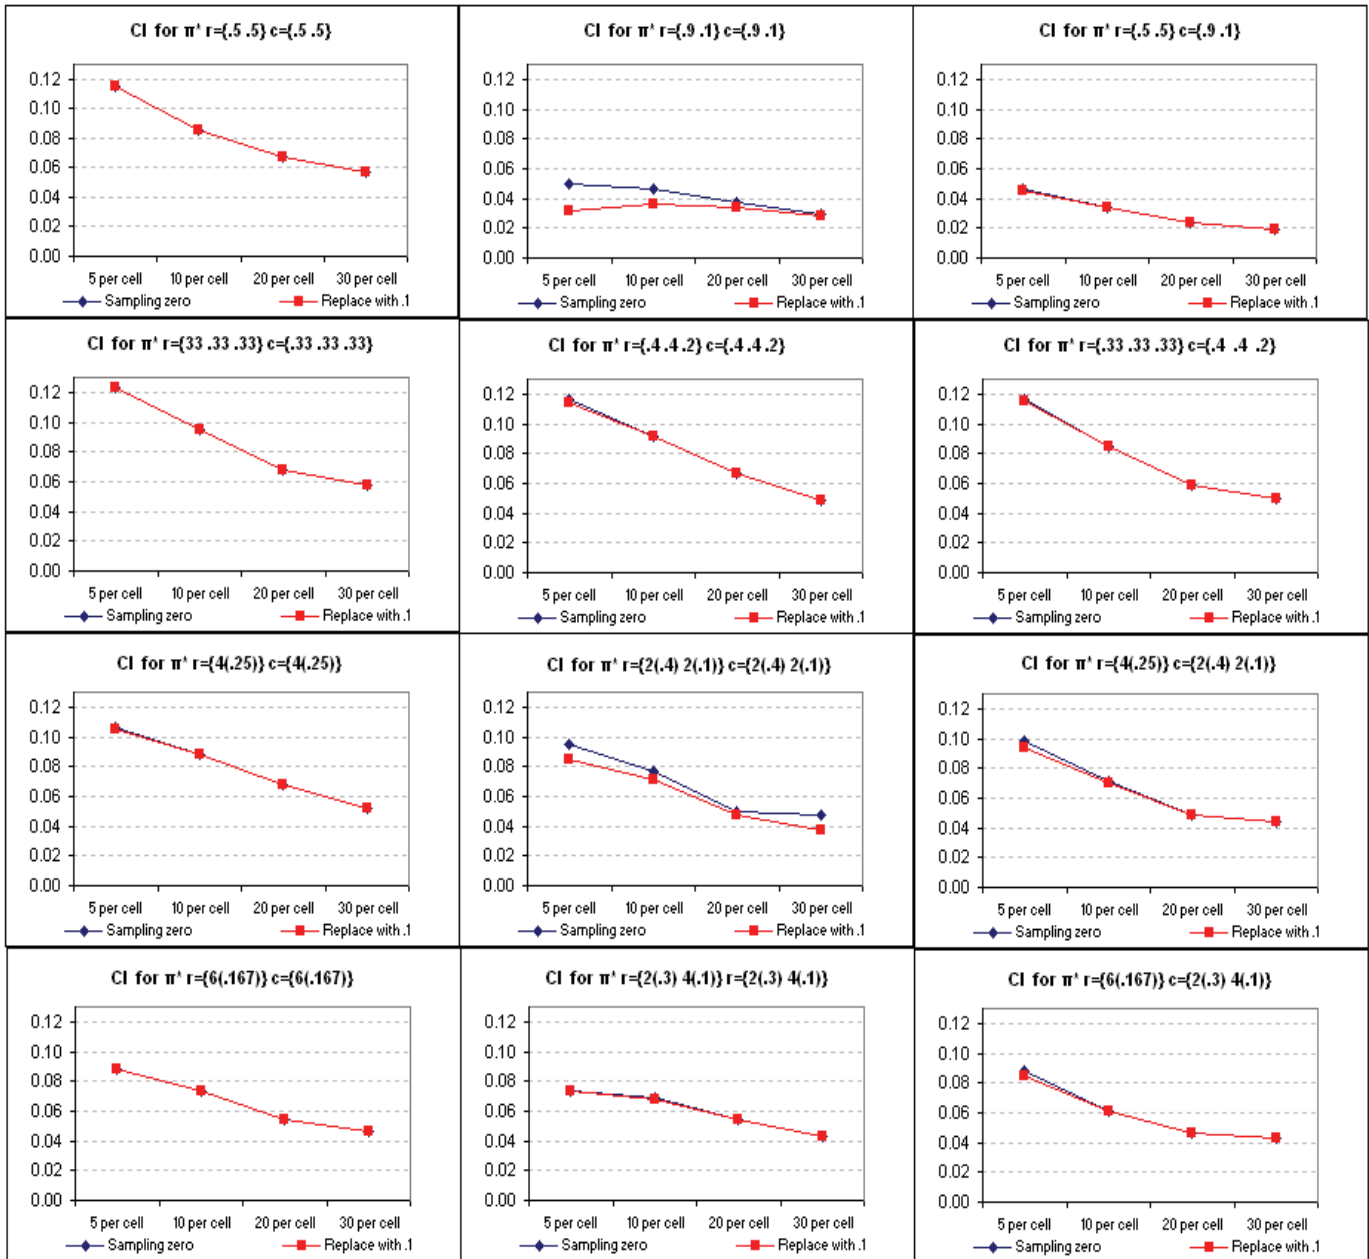 CI for π* r={.5 .5} c={.5 .5}
0.12
0.10
0.08
0.06
0.04
0.02
0.00
5 per cell 10 per cell 20 per cell 30 per cell
Sampling zero Replace with .1
CI for π* r={.9 .1} c={.9 .1}
0.12
0.10
0.08
0.06
0.04
0.02
0.00
5 per cell 10 per cell 20 per cell 30 per cell
Sampling zero Replace with .1
CI for π* r={.5 .5} c={.9 .1}
0.12
0.10
0.08
0.06
0.04
0.02
0.00
5 per cell 10 per cell 20 per cell 30 per cell
Sampling zero Replace with .1
CI for π* r={33 .33 .33} c={.33 .33 .33}
0.12
0.10
0.08
0.06
0.04
0.02
0.00
5 per cell 10 per cell 20 per cell 30 per cell
Sampling zero Replace with .1
CI for π* r={.4 .4 .2} c={.4 .4 .2}
0.12
0.10
0.08
0.06
0.04
0.02
0.00
5 per cell 10 per cell 20 per cell 30 per cell
Sampling zero Replace with .1
CI for π* r={.33 .33 .33} c={.4 .4 .2}
0.12
0.10
0.08
0.06
0.04
0.02
0.00
5 per cell 10 per cell 20 per cell 30 per cell
Sampling zero Replace with .1
CI for π* r={4(.25)} c={4(.25)}
0.12
0.10
0.08
0.06
0.04
0.02
0.00
5 per cell 10 per cell 20 per cell 30 per cell
Sampling zero Replace with .1
CI for π* r={2(.4) 2(.1)} c={2(.4) 2(.1)}
0.12
0.10
0.08
0.06
0.04
0.02
0.00
5 per cell 10 per cell 20 per cell 30 per cell
Sampling zero Replace with .1
CI for π* r={4(.25)} c={2(.4) 2(.1)}
0.12
0.10
0.08
0.06
0.04
0.02
0.00
5 per cell 10 per cell 20 per cell 30 per cell
Sampling zero Replace with .1
CI for π* r={6(.167)} c={6(.167)}
0.12
0.10
0.08
0.06
0.04
0.02
0.00
5 per cell 10 per cell 20 per cell 30 per cell
Sampling zero Replace with .1
CI for π* r={2(.3) 4(.1)} r={2(.3) 4(.1)}
0.12
0.10
0.08
0.06
0.04
0.02
0.00
5 per cell 10 per cell 20 per cell 30 per cell
Sampling zero Replace with .1
CI for π* r={6(.167)} c={2(.3) 4(.1)}
0.12
0.10
0.08
0.06
0.04
0.02
0.00
5 per cell 10 per cell 20 per cell 30 per cell
Sampling zero Replace with .1